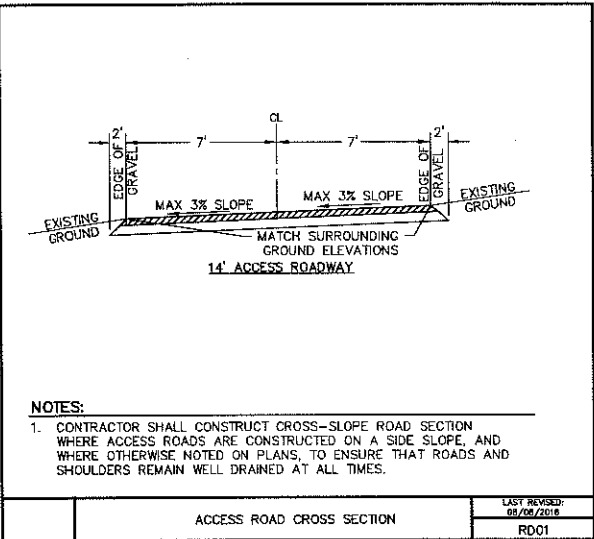 CL
2'
7'
7'
2'
EDGE OF
GRAVEL
EDGE OF
GRAVEL
MAX 3% SLOPE
MAX 3% SLOPE
EXISTING
GROUND
EXISTING
GROUND
MATCH SURROUNDING
GROUND ELEVATIONS
14' ACCESS ROADWAY
NOTES:
1. CONTRACTOR SHALL CONSTRUCT CROSS-SLOPE ROAD SECTION
WHERE ACCESS ROADS ARE CONSTRUCTED ON A SIDE SLOPE, AND
WHERE OTHERWISE NOTED ON PLANS, TO ENSURE THAT ROADS AND
SHOULDERS REMAIN WELL DRAINED AT ALL TIMES.
ACCESS ROAD CROSS SECTION
LAST REVISED:
RD01